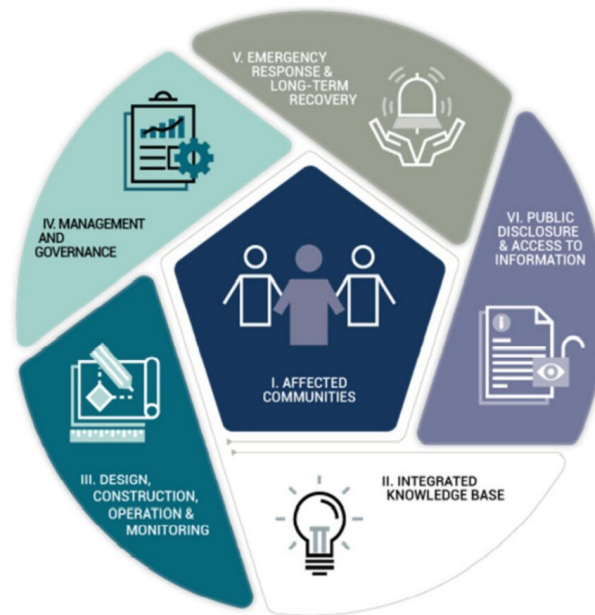 I. AFFECTED
COMMUNITIES
II. INTEGRATED
KNOWLEDGE BASE
III. DESIGN,
CONSTRUCTION,
OPERATION &
MONITORING
IV. MANAGEMENT
AND
GOVERNANCE
V. EMERGENCY
RESPONSE &
LONG-TERM
RECOVERY
VI. PUBLIC
DISCLOSURE
& ACCESS TO
INFORMATION
i